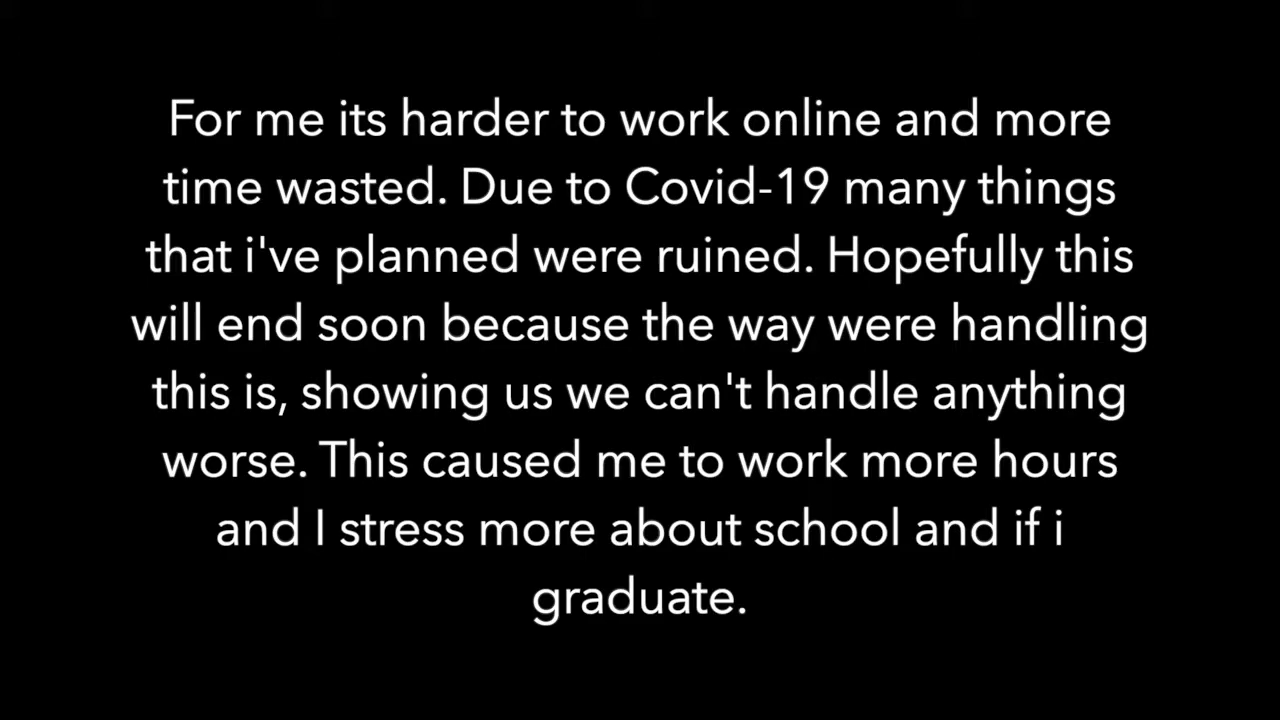 For me its harder to work online and more
time wasted. Due to Covid-19 many things
that i've planned were ruined. Hopefully this
will end soon because the way were handling
this is, showing us we can't handle anything
worse. This caused me to work more hours
and I stress more about school and if i
graduate.